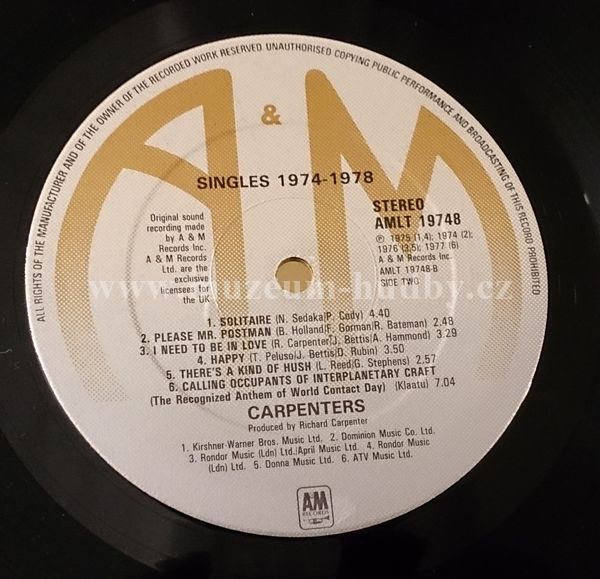 ALL RIGHTS OF THE MANUFACTURER AND OF THE OWNER OF THE RECORDED WORK RESERVED UNAUTHORISED COPYING PUBLIC PERFORMANCE AND BROADCASTING OF THIS RECORD PROHIBITED
A & M
SINGLES 1974-1978
Original sound
recording made
by A & M
Records Inc.
A & M Records
Ltd. are the
exclusive
licensees for
the UK
STEREO
AMLT 19748
℗ 1975 (1,4); 1974 (2);
1976 (3,5); 1977 (6)
A & M Records Inc.
AMLT 19748-B
SIDE TWO
www.muzeum-hudby.cz
1. SOLITAIRE (N. Sedaka/P. Cody) 4.40
2. PLEASE MR. POSTMAN (B. Holland/F. Gorman/R. Bateman) 2.48
3. I NEED TO BE IN LOVE (R. Carpenter/J. Bettis/A. Hammond) 3.29
4. HAPPY (T. Peluso/J. Bettis/D. Rubin) 3.50
5. THERE'S A KIND OF HUSH (L. Reed/G. Stephens) 2.57
6. CALLING OCCUPANTS OF INTERPLANETARY CRAFT
(The Recognized Anthem of World Contact Day) (Klaatu) 7.04
CARPENTERS
Produced by Richard Carpenter
1. Kirshner-Warner Bros. Music Ltd. 2. Dominion Music Co. Ltd.
3. Rondor Music (Ldn) Ltd./April Music Ltd. 4. Rondor Music
(Ldn) Ltd. 5. Donna Music Ltd. 6. ATV Music Ltd.
AM
RECORDS